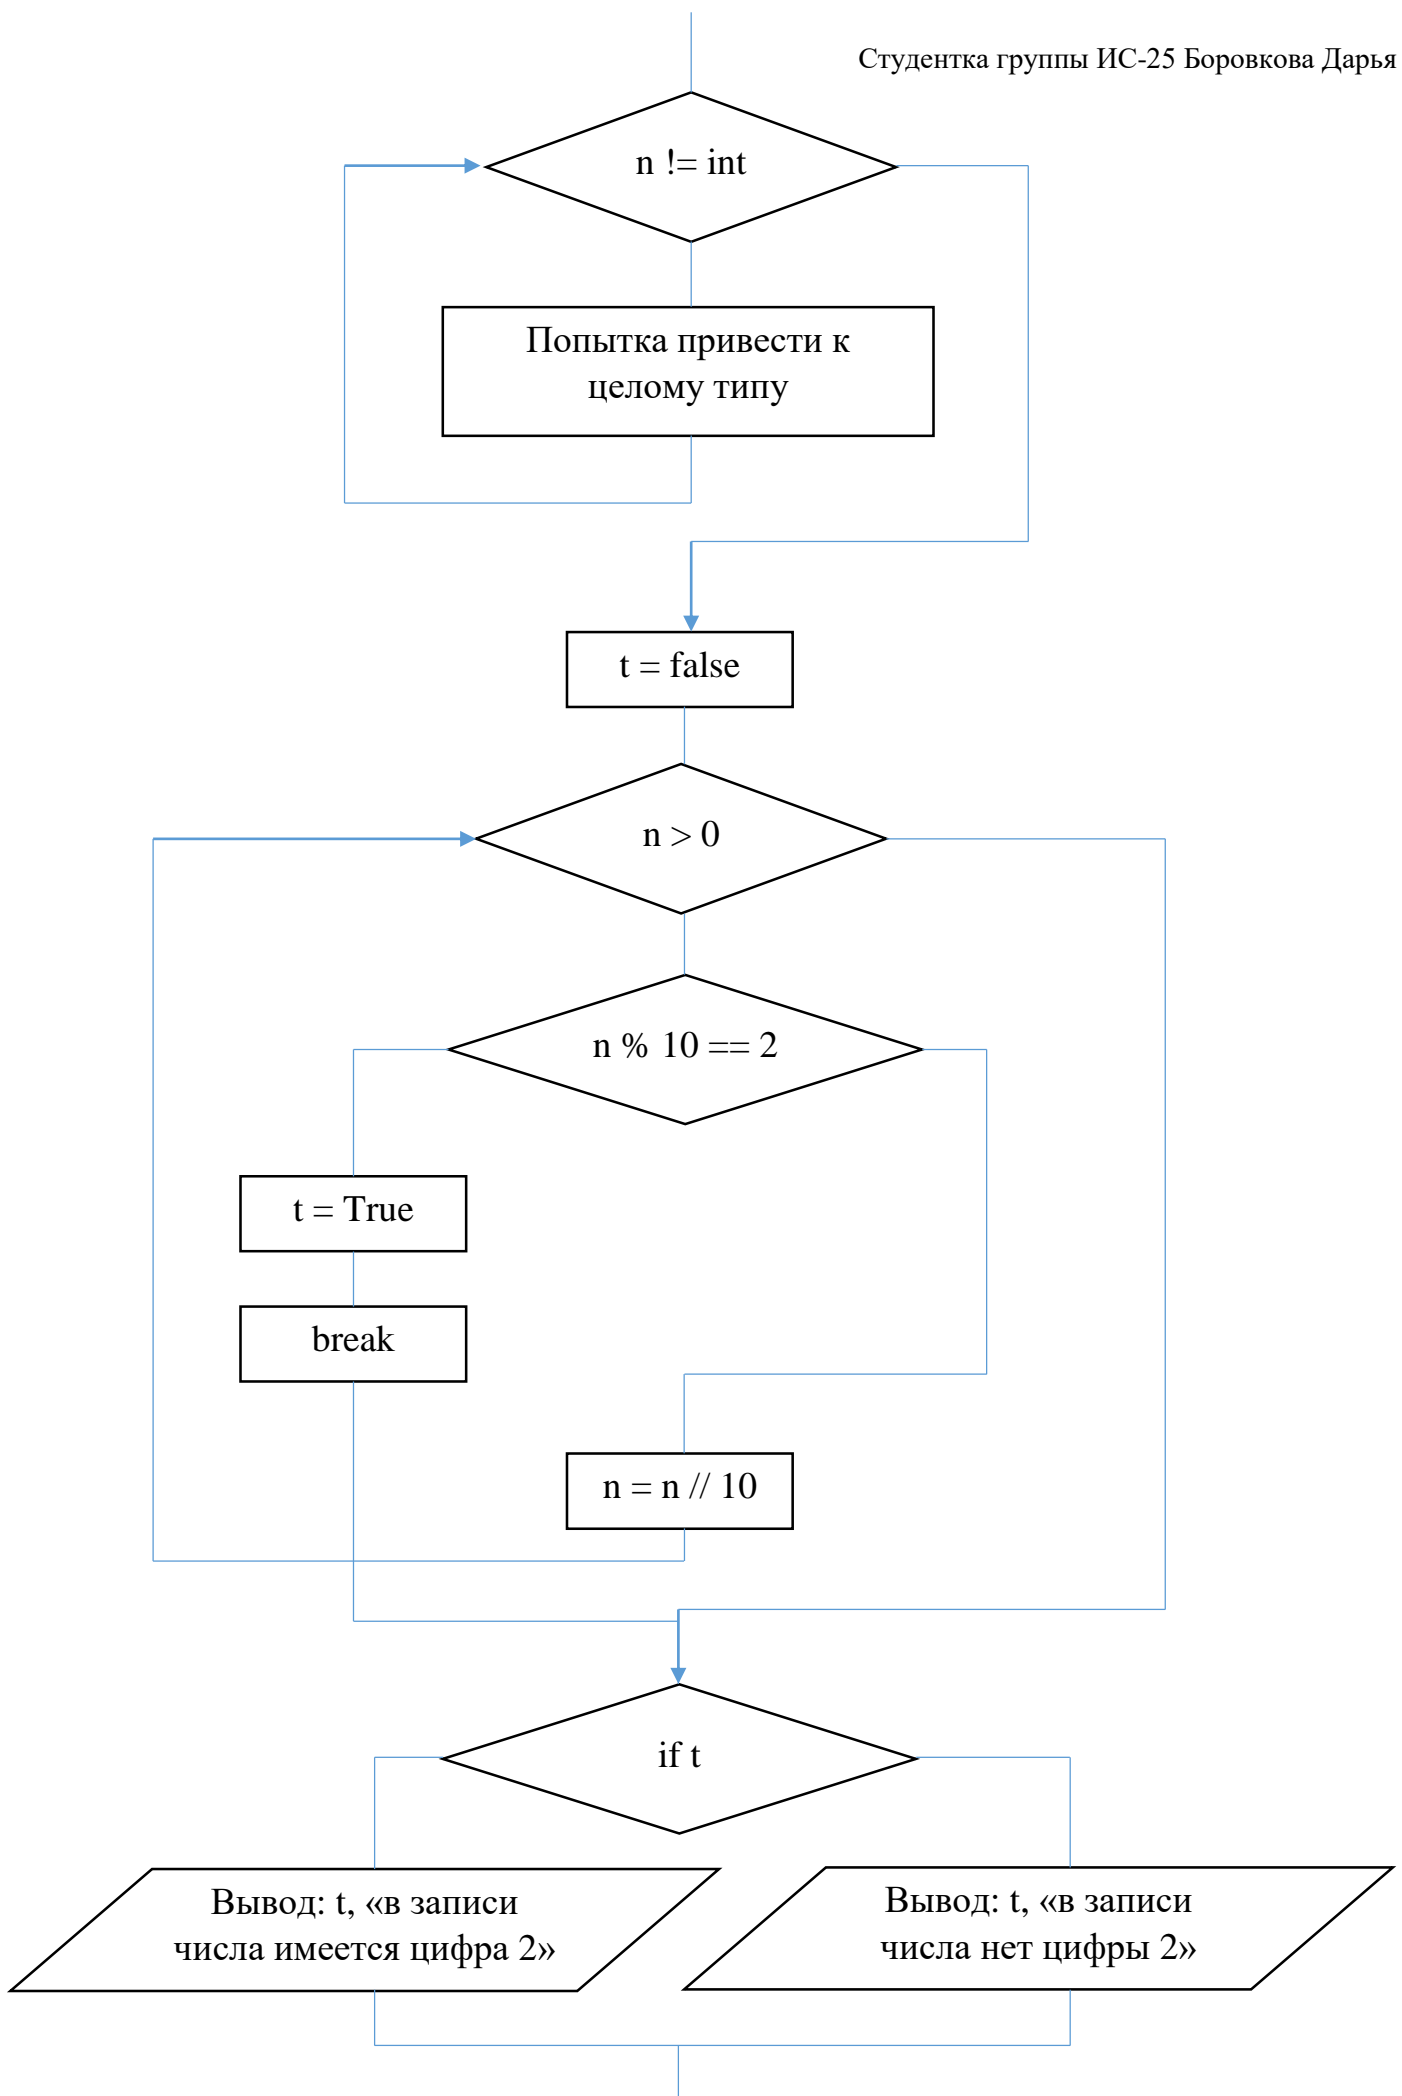 Студентка группы ИС-25 Боровкова Дарья
n != int
Попытка привести к
целому типу
t = false
n > 0
n % 10 == 2
t = True
break
n = n // 10
if t
Вывод: t, «в записи
числа имеется цифра 2»
Вывод: t, «в записи
числа нет цифры 2»